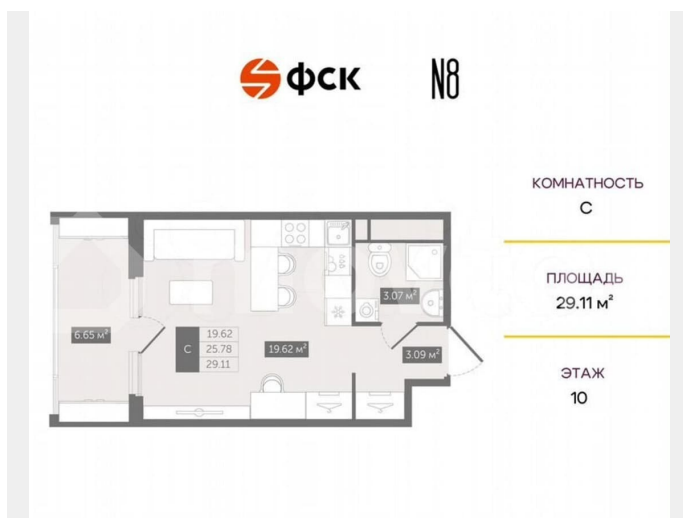 ФСК
N8
КОМНАТНОСТЬ
С
ПЛОЩАДЬ
29.11 м²
ЭТАЖ
10
3.07 м²
6.65 м²
С
19.62
25.78
29.11
19.62 м²
3.09 м²